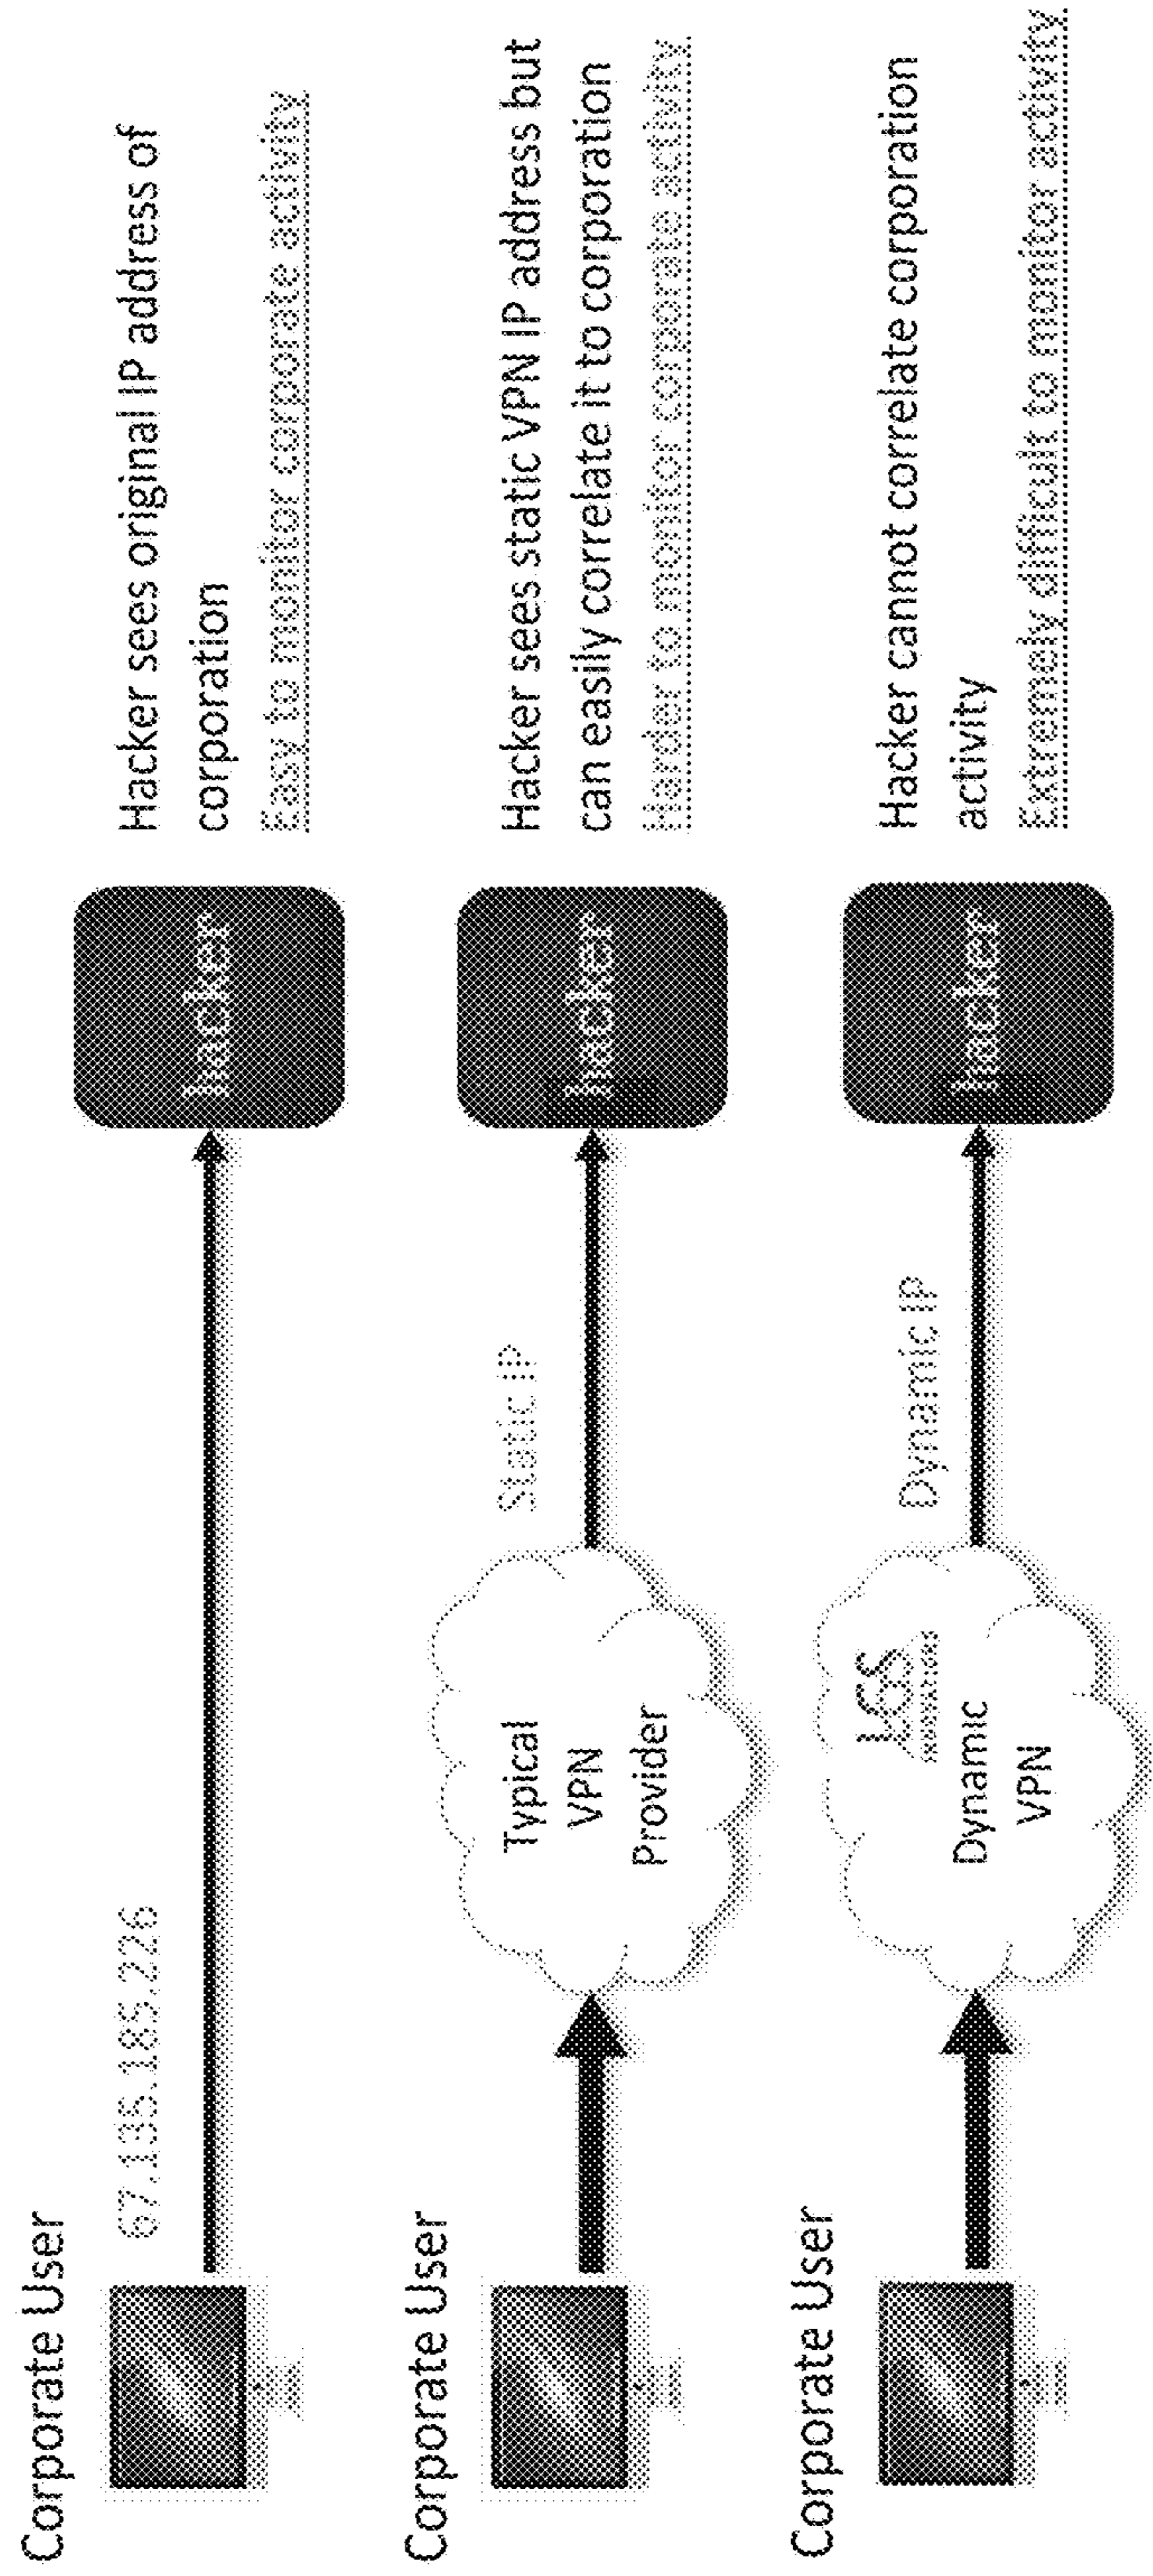 Corporate User
67.135.185.226
hacker
Hacker sees original IP address of
corporation
Easy to monitor corporate activity
Corporate User
Typical
VPN
Provider
Static IP
hacker
Hacker sees static VPN IP address but
can easily correlate it to corporation
Harder to monitor corporate activity
Corporate User
LGS
INNOVATIONS
Dynamic
VPN
Dynamic IP
hacker
Hacker cannot correlate corporation
activity
Extremely difficult to monitor activity